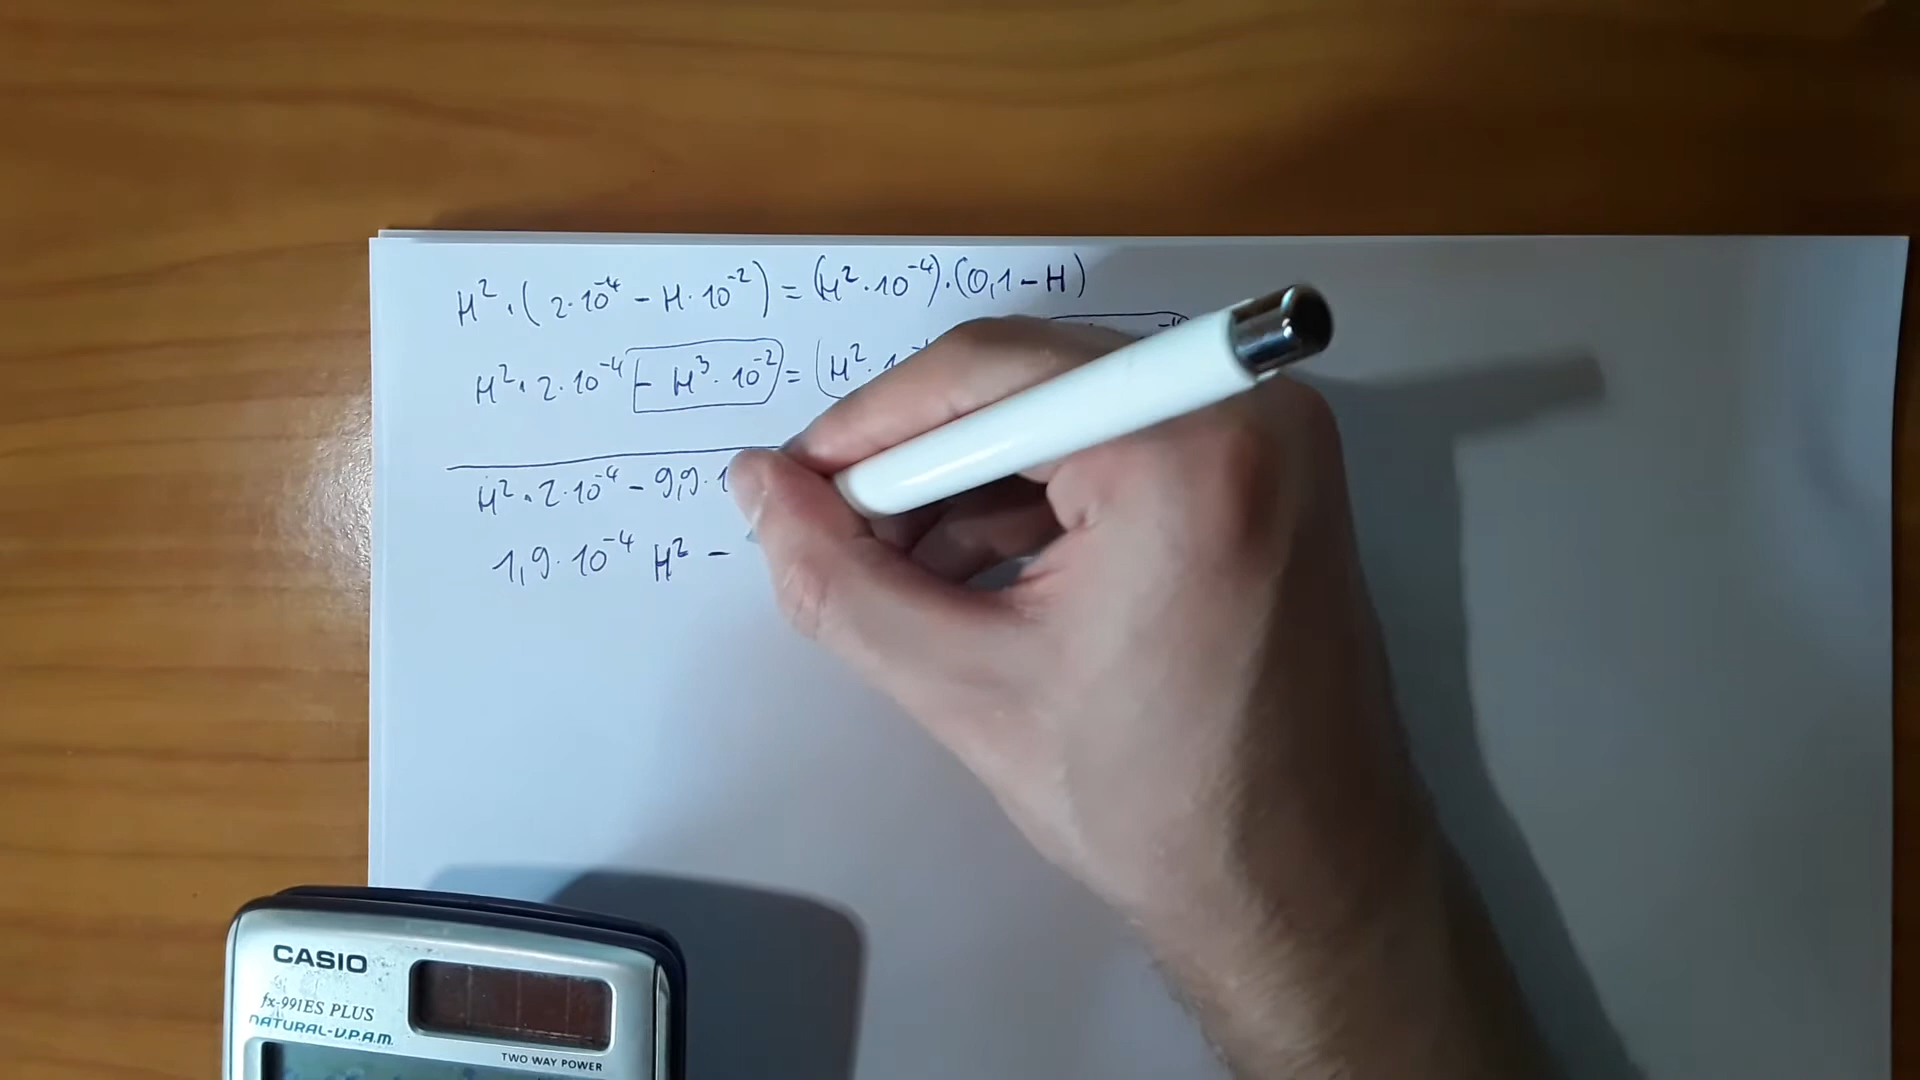 H² · (2·10⁻⁴ - H·10⁻²) = (H²·10⁻⁴)·(0,1-H)
H² · 2·10⁻⁴ - H³·10⁻² = (H²·
H² · 2·10⁻⁴ - 9,9·1
1,9·10⁻⁴ H² -
CASIO
fx-991ES PLUS
NATURAL-V.P.A.M.
TWO WAY POWER